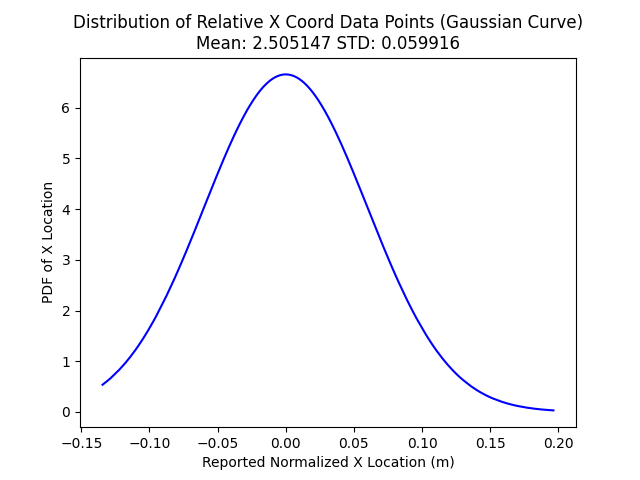 Distribution of Relative X Coord Data Points (Gaussian Curve)
Mean: 2.505147 STD: 0.059916
PDF of X Location
6
5
4
3
2
1
0
−0.15 −0.10 −0.05 0.00 0.05 0.10 0.15 0.20
Reported Normalized X Location (m)